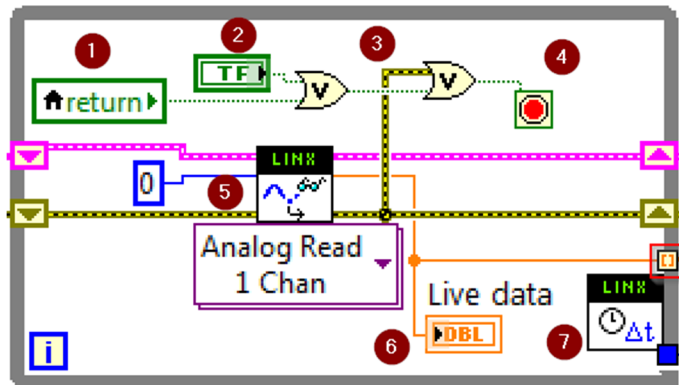 1
2
3
4
return
TF
V
V
LINX
0
5
Analog Read
1 Chan
Live data
DBL
6
LINX
Δt
7
i